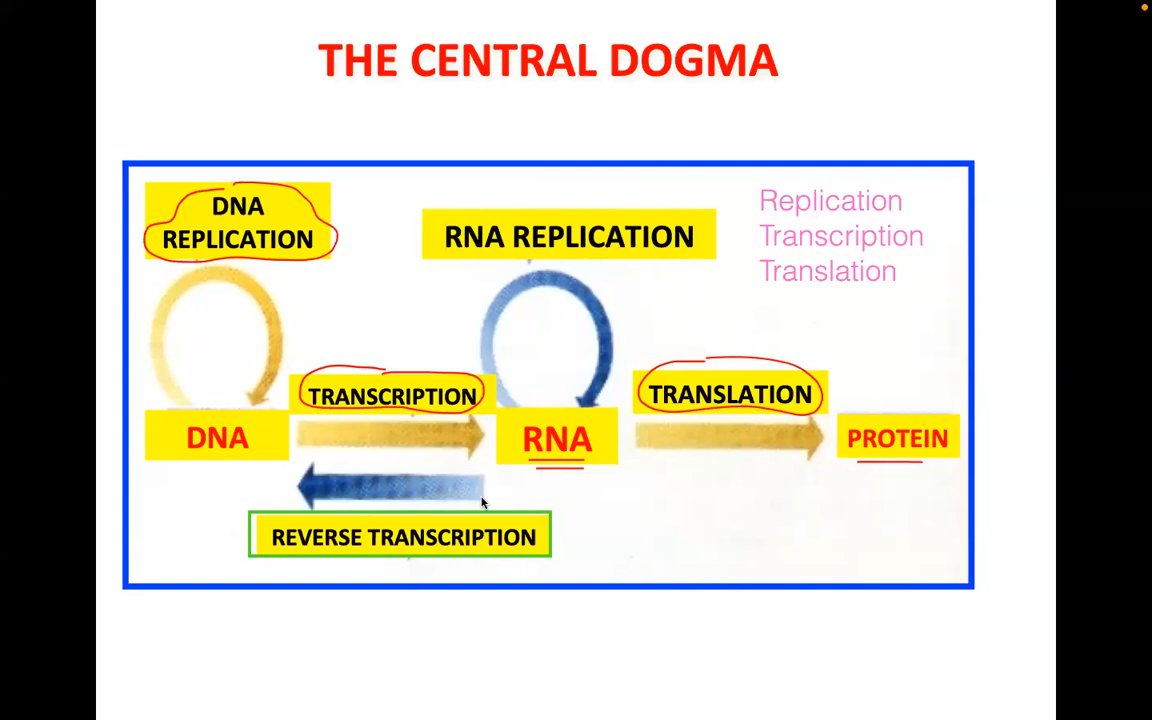 THE CENTRAL DOGMA
DNA
REPLICATION
RNA REPLICATION
Replication
Transcription
Translation
TRANSCRIPTION
TRANSLATION
DNA
RNA
PROTEIN
REVERSE TRANSCRIPTION